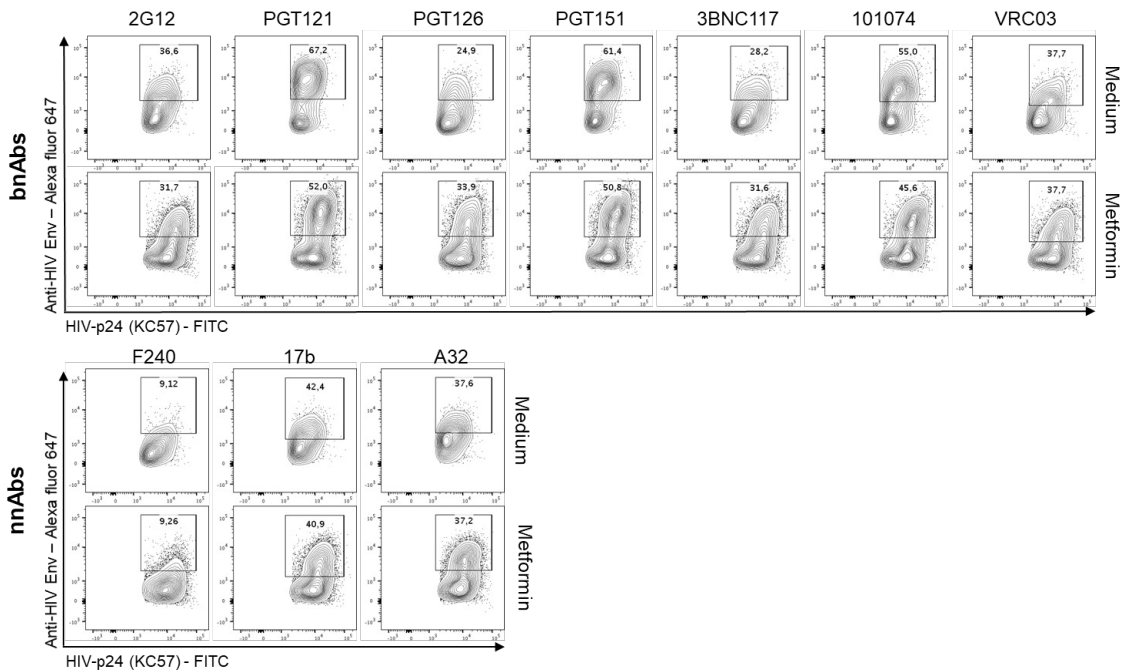 2G12 PGT121 PGT126 PGT151 3BNC117 101074 VRC03
bnAbs
Anti-HIV Env – Alexa fluor 647
36,6 67,2 24,9 61,4 28,2 55,0 37,7
Medium
31,7 52,0 33,9 50,8 31,6 45,6 37,7
Metformin
HIV-p24 (KC57) - FITC
F240 17b A32
nnAbs
Anti-HIV Env – Alexa fluor 647
9,12 42,4 37,6
Medium
9,26 40,9 37,2
Metformin
HIV-p24 (KC57) - FITC